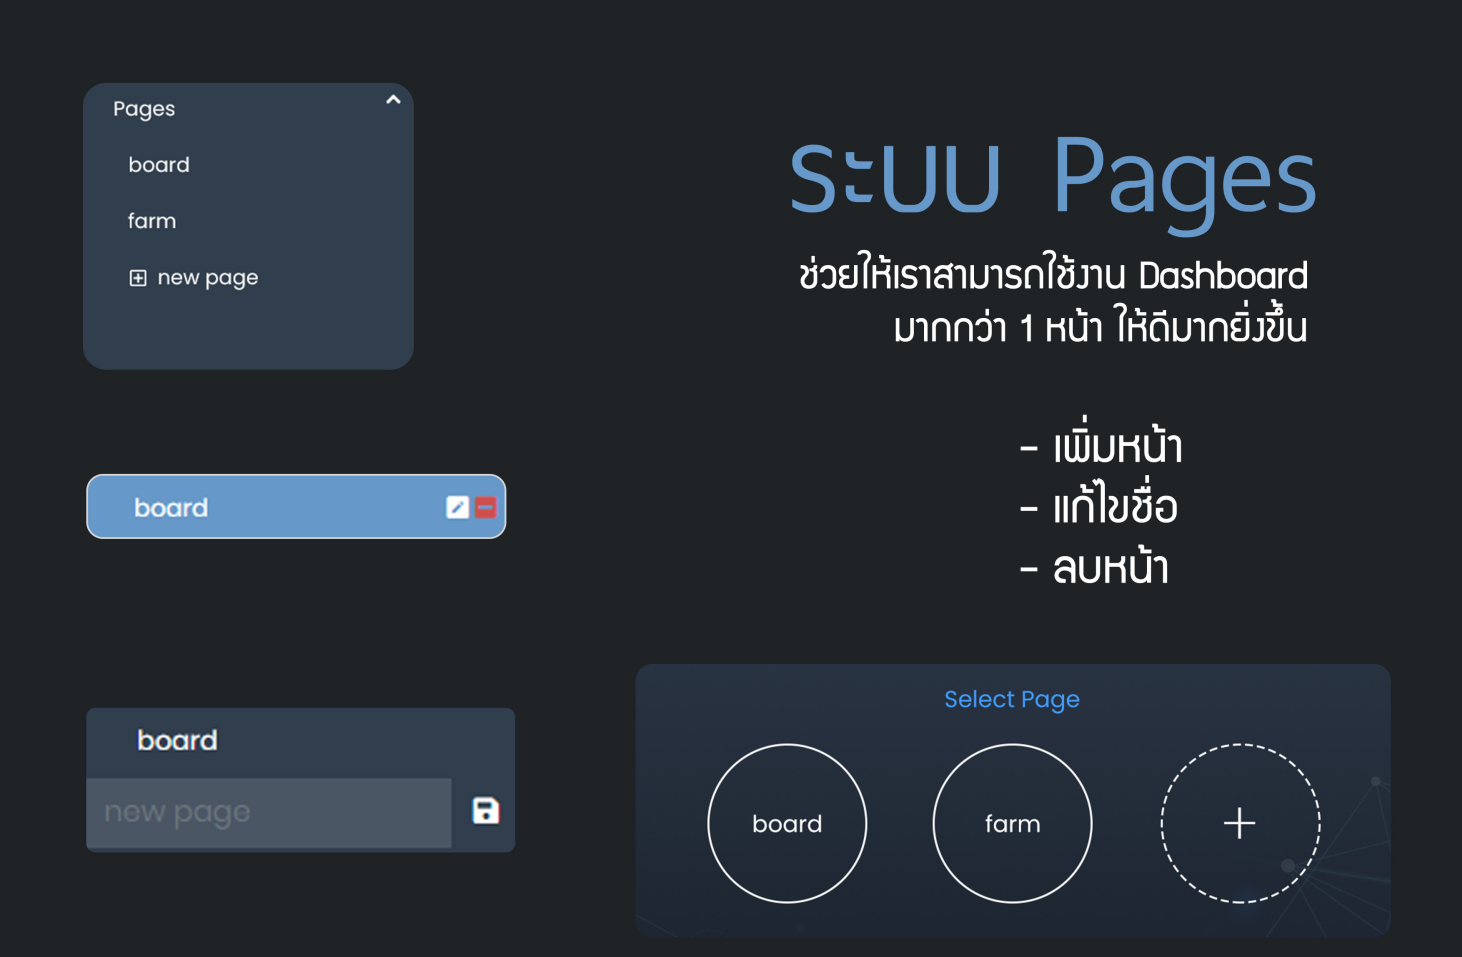 Pages
board
farm
new page
ระบบ Pages
ช่วยให้เราสามารถใช้งาน Dashboard
มากกว่า 1 หน้า ให้ดีมากยิ่งขึ้น
- เพิ่มหน้า
- แก้ไขชื่อ
- ลบหน้า
board
board
new page
Select Page
board
farm